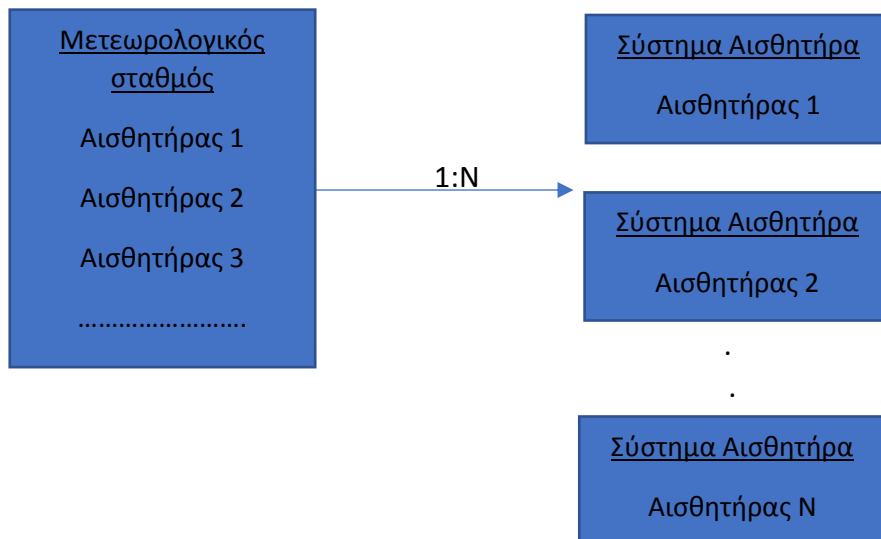 Μετεωρολογικός
σταθμός
Αισθητήρας 1
Αισθητήρας 2
Αισθητήρας 3
…………………….
1:N
Σύστημα Αισθητήρα
Αισθητήρας 1
Σύστημα Αισθητήρα
Αισθητήρας 2
.
.
Σύστημα Αισθητήρα
Αισθητήρας Ν